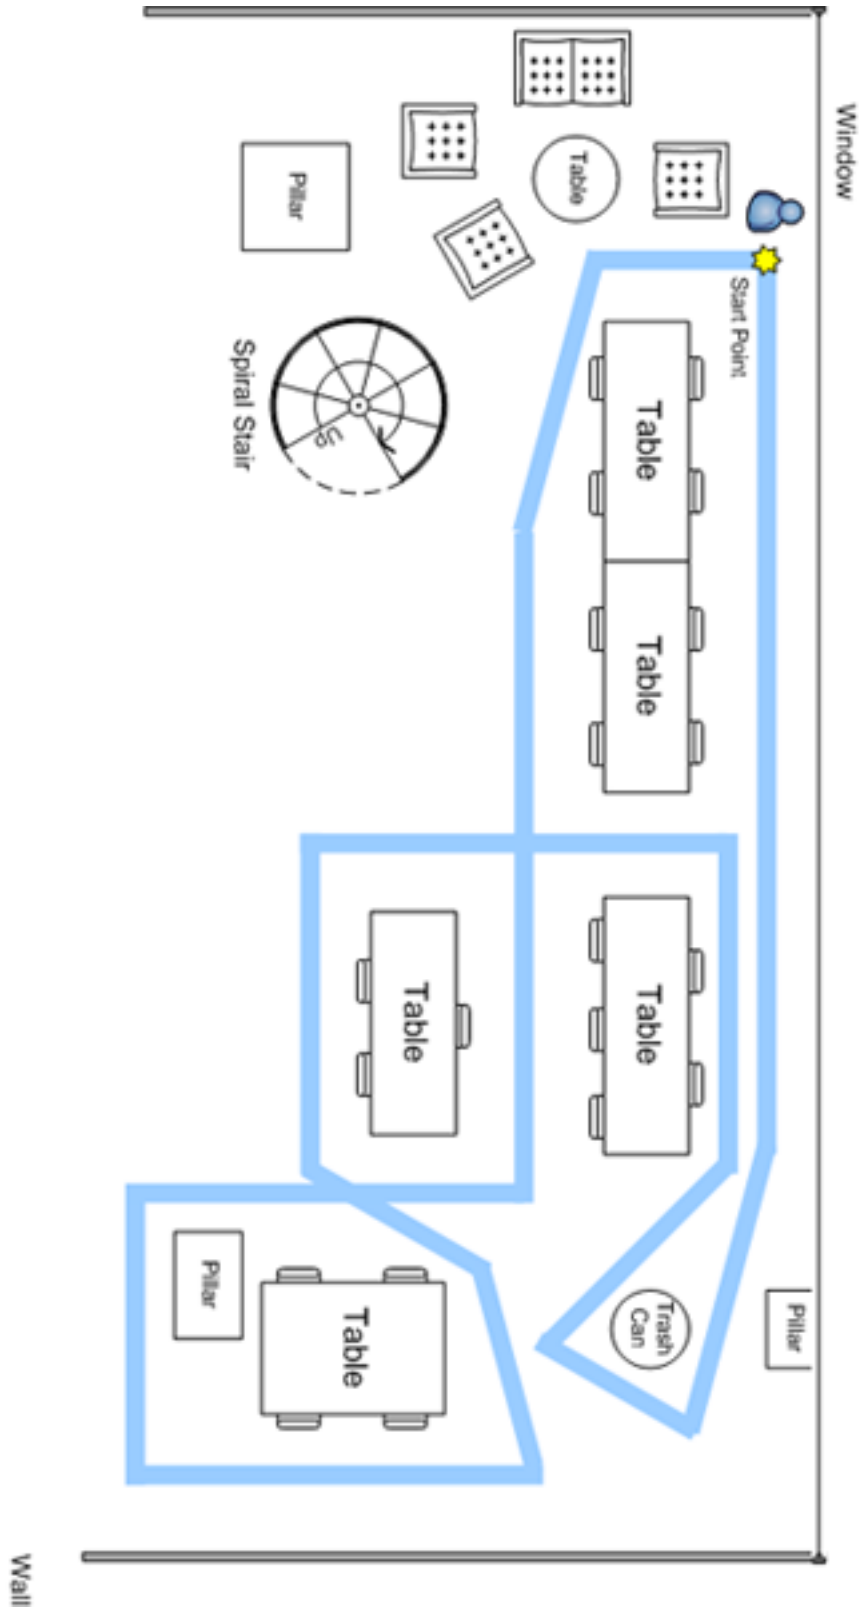 Window
Table
Pillar
Start Point
Spiral Stair
Up
Table
Table
Table
Table
Pillar
Trash
Can
Pillar
Table
Wall